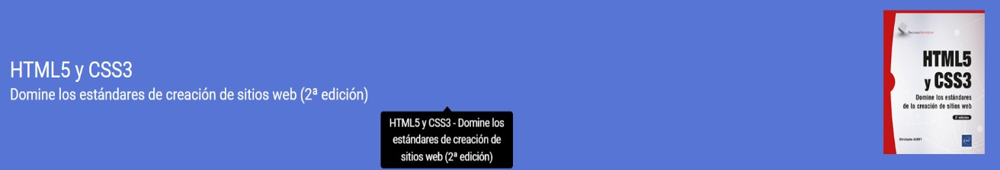 HTML5 y CSS3
Domine los estándares de creación de sitios web (2ª edición)
HTML5 y CSS3 - Domine los
estándares de creación de
sitios web (2ª edición)
Recursos Informáticos
HTML5
y CSS3
Domine los estándares
de la creación de sitios web
2ª edición
Christophe AUBRY